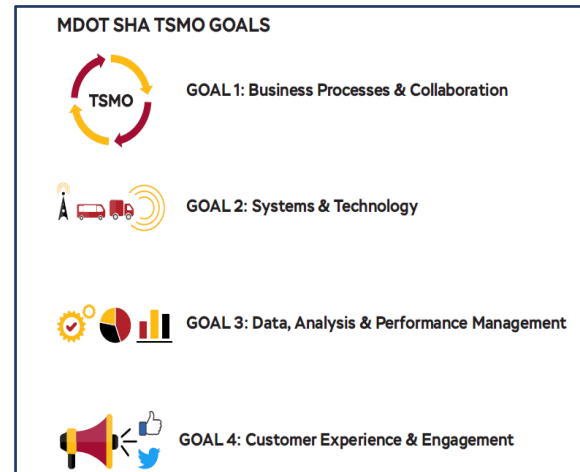 MDOT SHA TSMO GOALS
TSMO
GOAL 1: Business Processes & Collaboration
GOAL 2: Systems & Technology
GOAL 3: Data, Analysis & Performance Management
GOAL 4: Customer Experience & Engagement